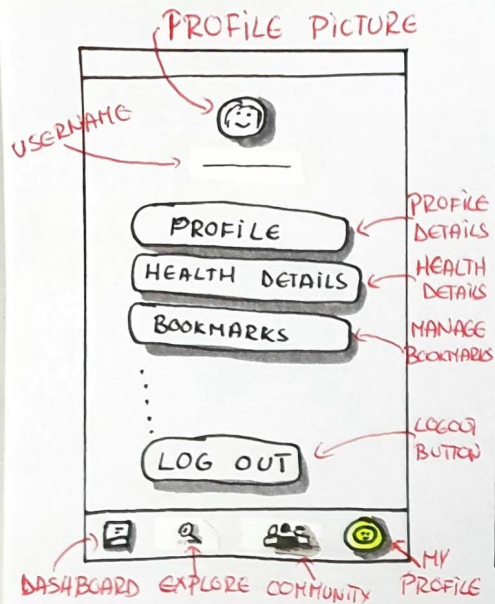 PROFILE PICTURE
USERNAME
PROFILE
PROFILE
DETAILS
HEALTH DETAILS
HEALTH
DETAILS
BOOKMARKS
MANAGE
BOOKMARKS
LOG OUT
LOGOUT
BUTTON
DASHBOARD EXPLORE COMMUNITY
MY
PROFILE